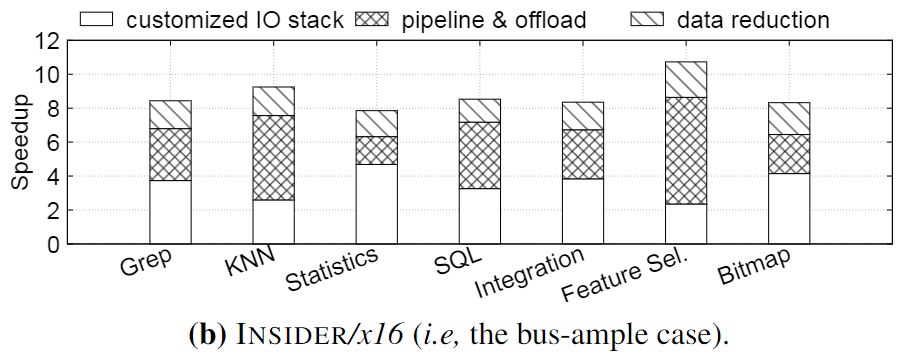 customized IO stack pipeline & offload data reduction
12
10
8
6
4
2
0
Speedup
Grep KNN Statistics SQL Integration Feature Sel. Bitmap
(b) INSIDER/x16 (i.e, the bus-ample case).